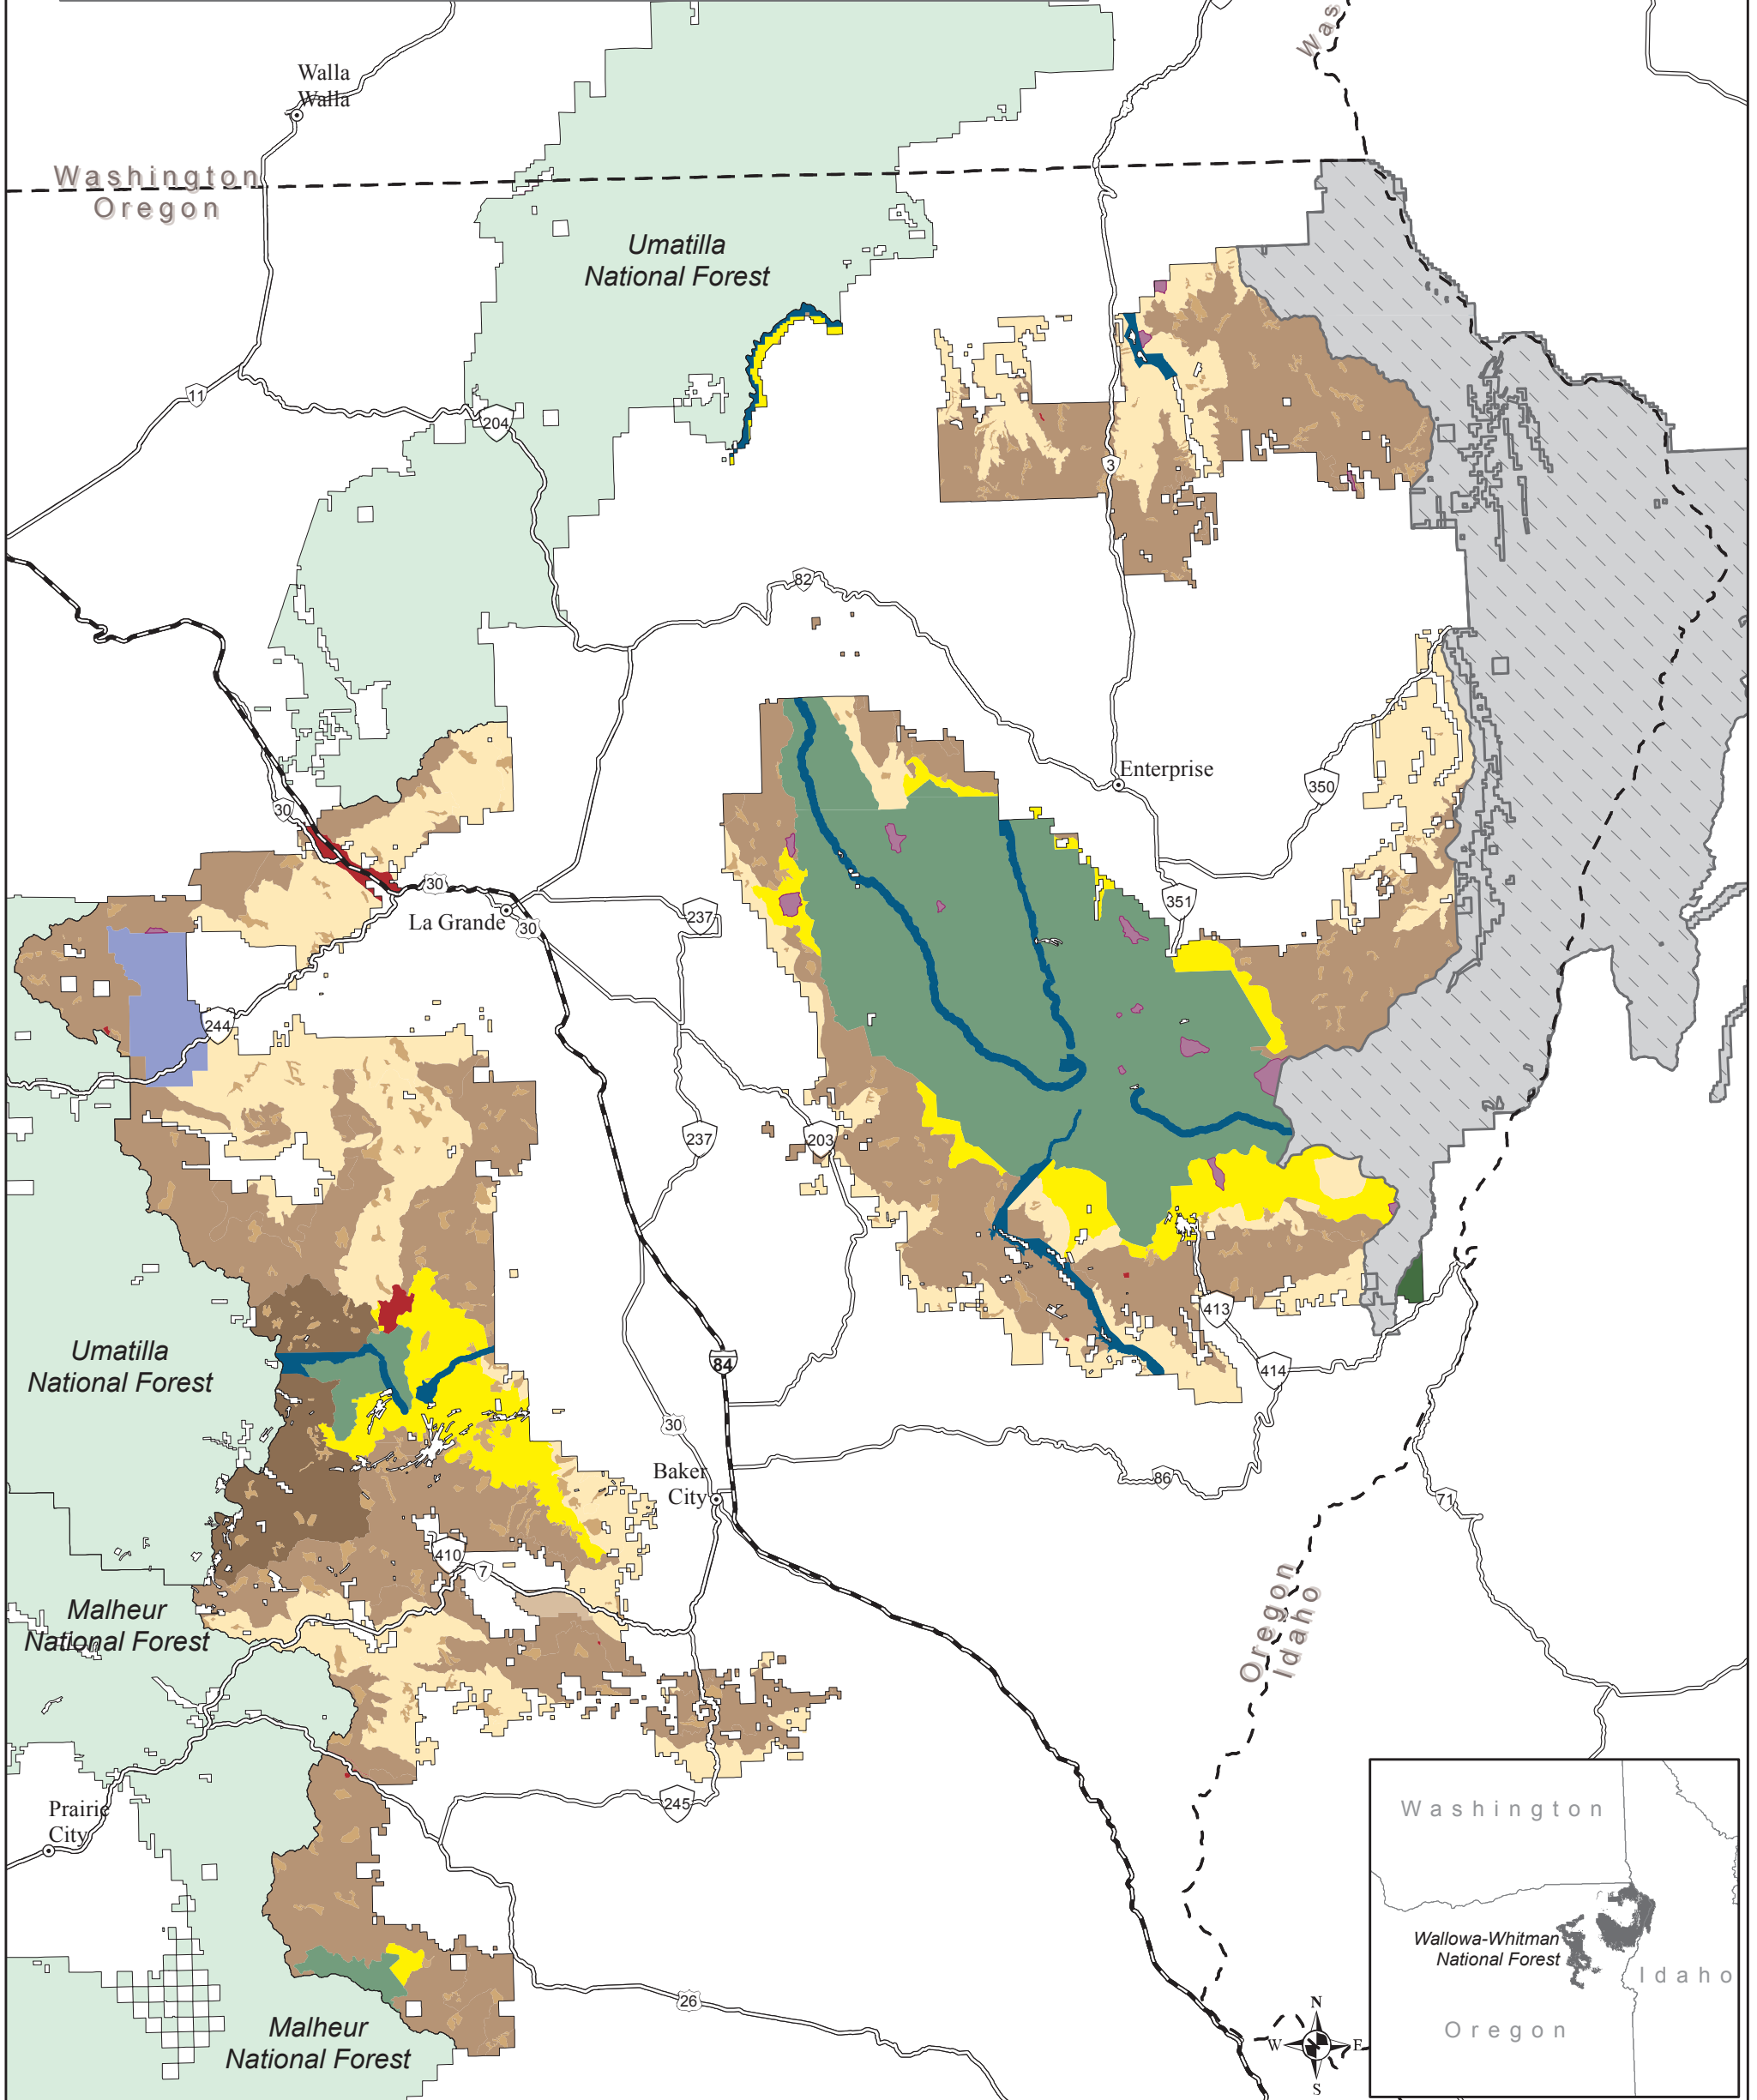 Was
Walla
Walla
Washington
Oregon
Umatilla
National Forest
11
204
3
82
Enterprise
350
30
30
La Grande
30
237
351
244
237
203
413
Umatilla
National Forest
84
414
30
Baker
City
86
71
410
7
Oregon
Idaho
Malheur
National Forest
245
Prairie
City
Washington
Wallowa-Whitman
National Forest
Idaho
Oregon
26
N
W
E
S
Malheur
National Forest